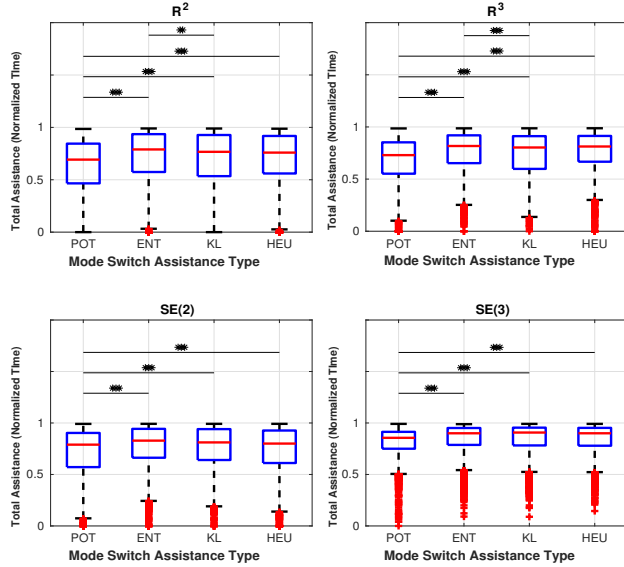 R²
Total Assistance (Normalized TIme)
***
***
***
**
1
0.5
0
POT ENT KL HEU
Mode Switch Assistance Type
R³
Total Assistance (Normalized TIme)
***
***
***
**
1
0.5
0
POT ENT KL HEU
Mode Switch Assistance Type
SE(2)
Total Assistance (Normalized TIme)
***
***
***
1
0.5
0
POT ENT KL HEU
Mode Switch Assistance Type
SE(3)
Total Assistance (Normalized TIme)
***
***
***
1
0.5
0
POT ENT KL HEU
Mode Switch Assistance Type